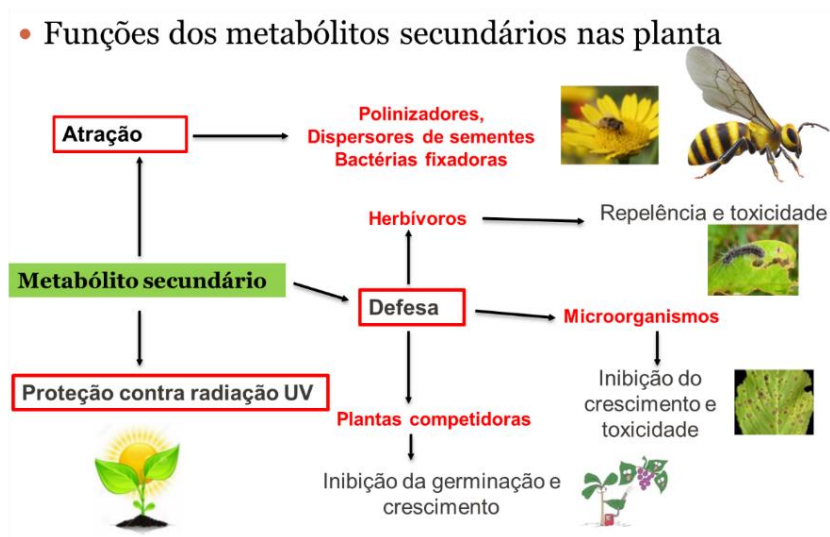 • Funções dos metabólitos secundários nas planta
Atração
Polinizadores,
Dispersores de sementes
Bactérias fixadoras
Herbívoros
Repelência e toxicidade
Metabólito secundário
Defesa
Microorganismos
Proteção contra radiação UV
Inibição do
crescimento e
toxicidade
Plantas competidoras
Inibição da germinação e
crescimento